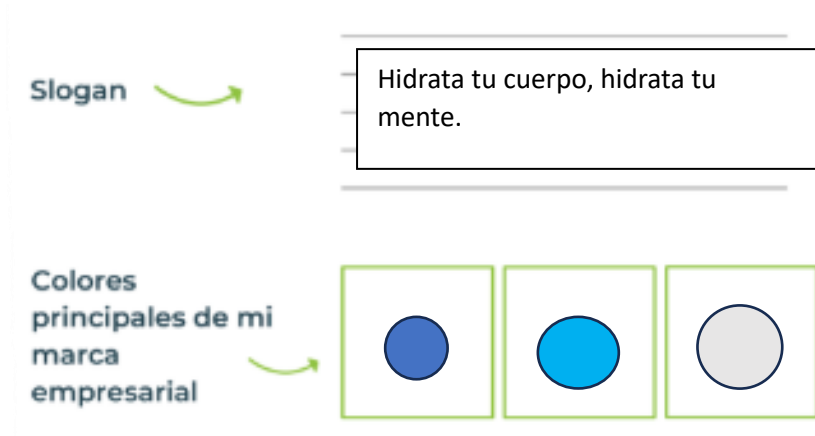 Slogan
Hidrata tu cuerpo, hidrata tu
mente.
Colores
principales de mi
marca
empresarial